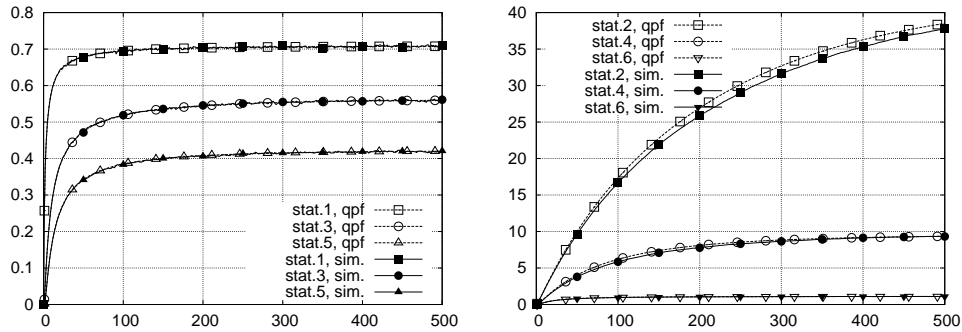 0.8
0.7
0.6
0.5
0.4
0.3
0.2
0.1
0
0 100 200 300 400 500
stat.1, qpf
stat.3, qpf
stat.5, qpf
stat.1, sim.
stat.3, sim.
stat.5, sim.
40
35
30
25
20
15
10
5
0
0 100 200 300 400 500
stat.2, qpf
stat.4, qpf
stat.6, qpf
stat.2, sim.
stat.4, sim.
stat.6, sim.